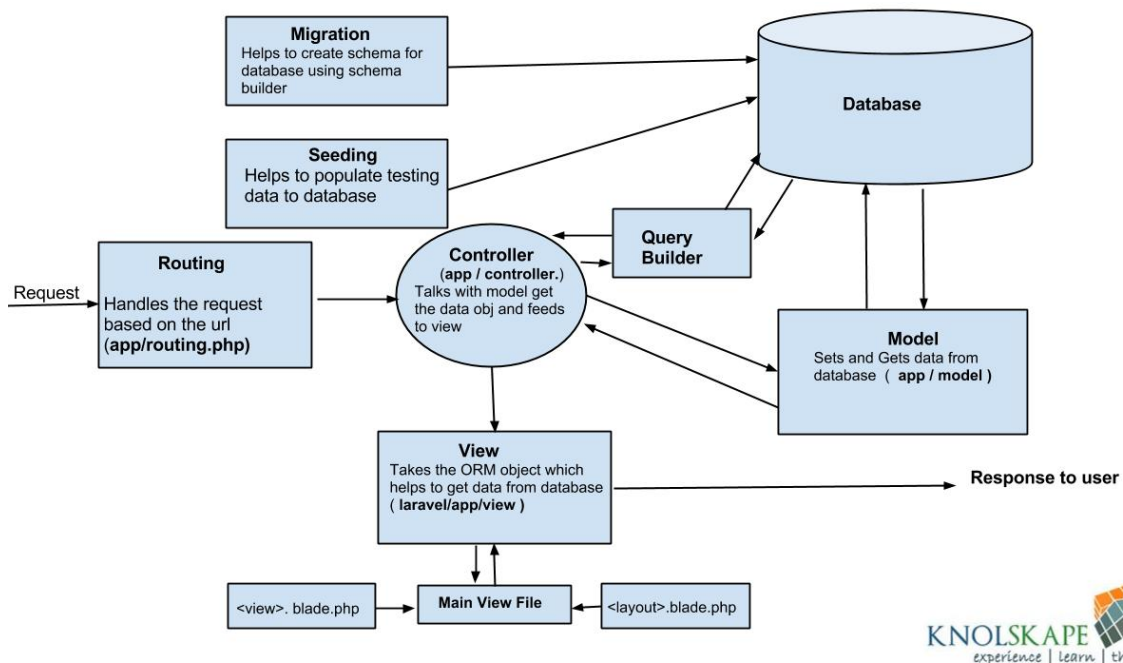 Migration
Helps to create schema for
database using schema
builder
Database
Seeding
Helps to populate testing
data to database
Query
Builder
Controller
(app / controller.)
Talks with model get
the data obj and feeds
to view
Routing
Handles the request
based on the url
(app/routing.php)
Request
Model
Sets and Gets data from
database ( app / model )
View
Takes the ORM object which
helps to get data from database
( laravel/app/view )
Response to user
<view>. blade.php
Main View File
<layout>.blade.php
KNOLSKAPE
experience | learn | th